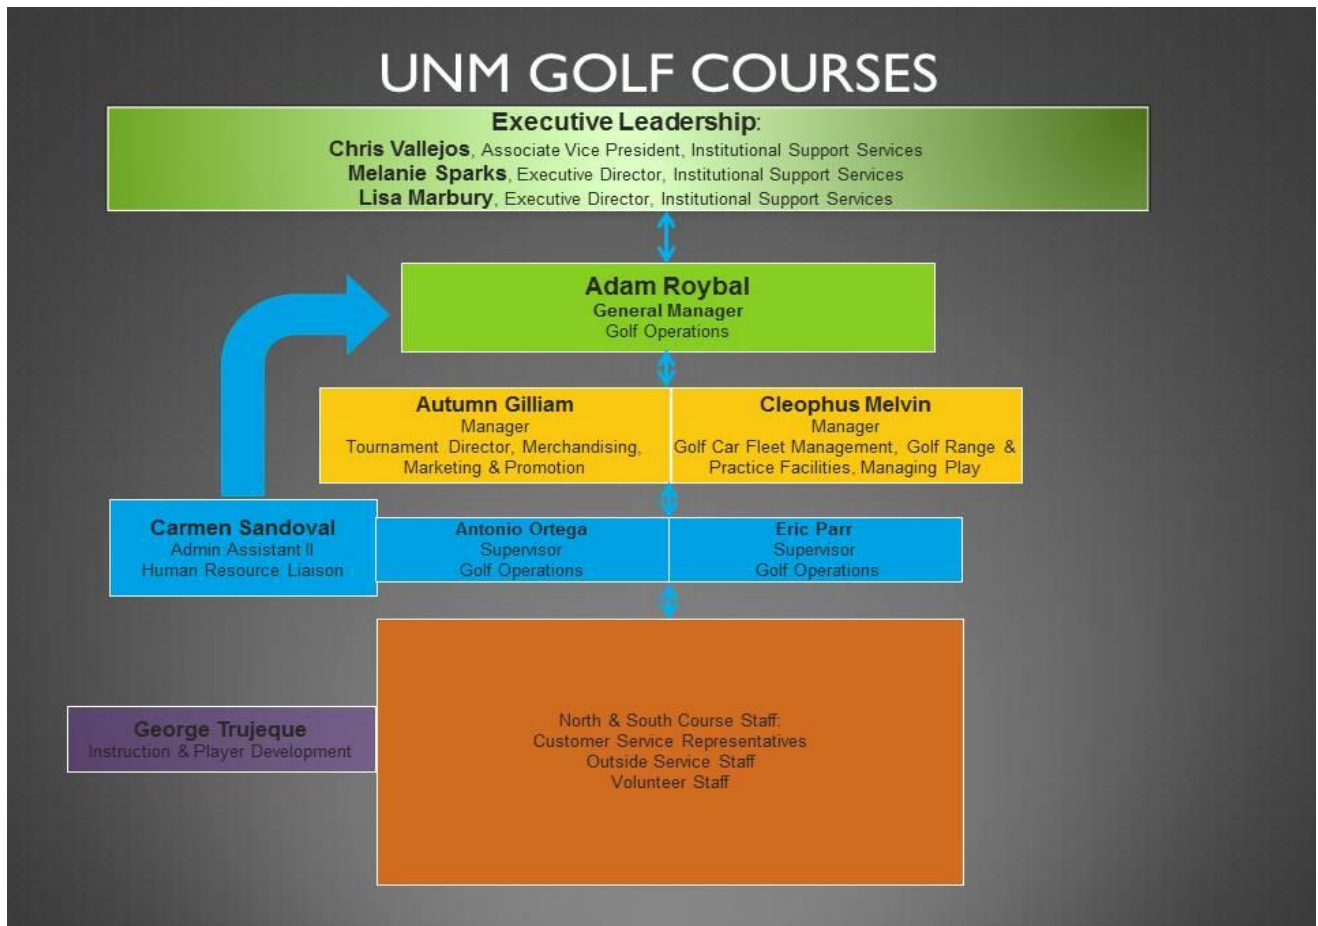 UNM GOLF COURSES
Executive Leadership:
Chris Vallejos, Associate Vice President, Institutional Support Services
Melanie Sparks, Executive Director, Institutional Support Services
Lisa Marbury, Executive Director, Institutional Support Services
Adam Roybal
General Manager
Golf Operations
Autumn Gilliam
Manager
Tournament Director, Merchandising,
Marketing & Promotion
Cleophus Melvin
Manager
Golf Car Fleet Management, Golf Range &
Practice Facilities, Managing Play
Carmen Sandoval
Admin Assistant II
Human Resource Liaison
Antonio Ortega
Supervisor
Golf Operations
Eric Parr
Supervisor
Golf Operations
George Trujeque
Instruction & Player Development
North & South Course Staff:
Customer Service Representatives
Outside Service Staff
Volunteer Staff